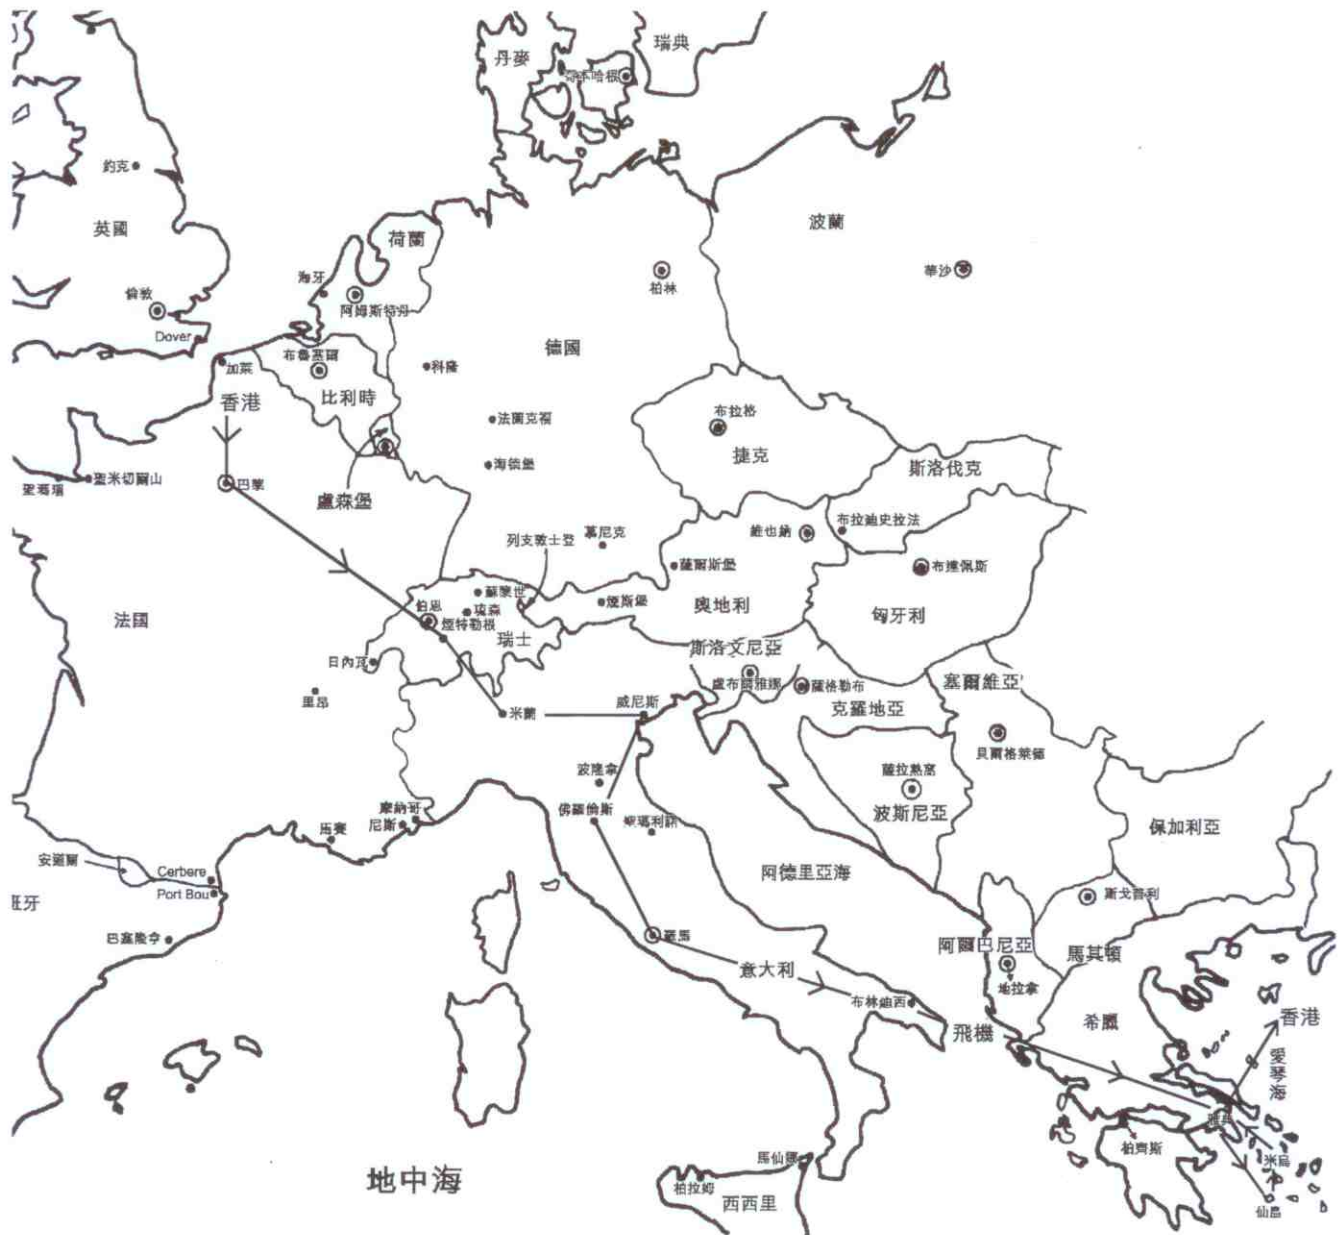 瑞典
丹麥
哥本哈根
約克
波蘭
英國
荷蘭
海牙
華沙
倫敦
阿姆斯特丹
柏林
Dover
德國
布魯塞爾
加萊
科隆
比利時
香港
布拉格
法蘭克福
捷克
斯洛伐克
海德堡
聖米切爾山
巴黎
盧森堡
布拉迪史拉法
維也納
慕尼克
列支敦士登
薩爾斯堡
布達佩斯
蘇黎世
奧地利
伯恩
匈牙利
法國
瑞士
斯洛文尼亞
日內瓦
塞爾維亞
薩格勒布
里昂
克羅地亞
米蘭
威尼斯
貝爾格萊德
波隆拿
薩拉熱窩
摩納哥
佛羅倫斯
波斯尼亞
尼斯
保加利亞
馬賽
安道爾
阿德里亞海
Cerbere
Port Bou
斯戈普利
班牙
巴塞隆拿
羅馬
阿爾巴尼亞
馬其頓
意大利
地拉拿
布林迪西
希臘
香港
飛機
愛琴海
雅典
柏齊斯
米島
馬仙娜
地中海
柏拉姆
西西里
仙島